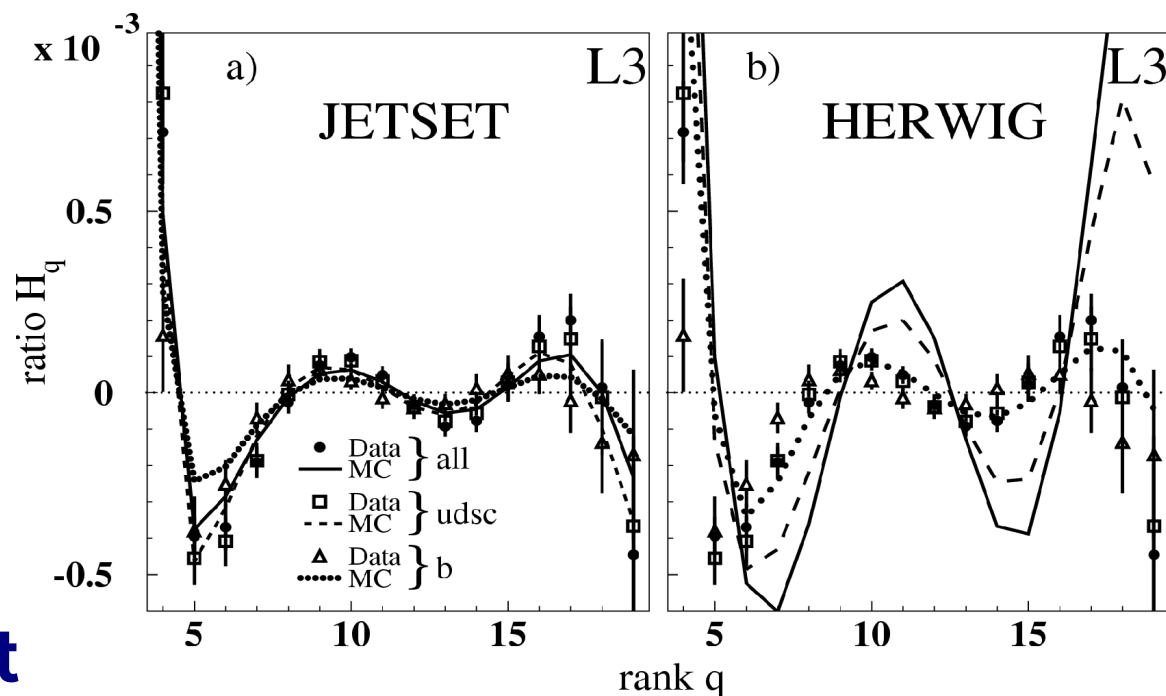 x 10 -3
a)
L3
JETSET
b)
L3
HERWIG
0.5
0
-0.5
ratio Hq
Data
MC
} all
Data
MC
} udsc
Data
MC
} b
5
10
15
5
10
15
rank q
t